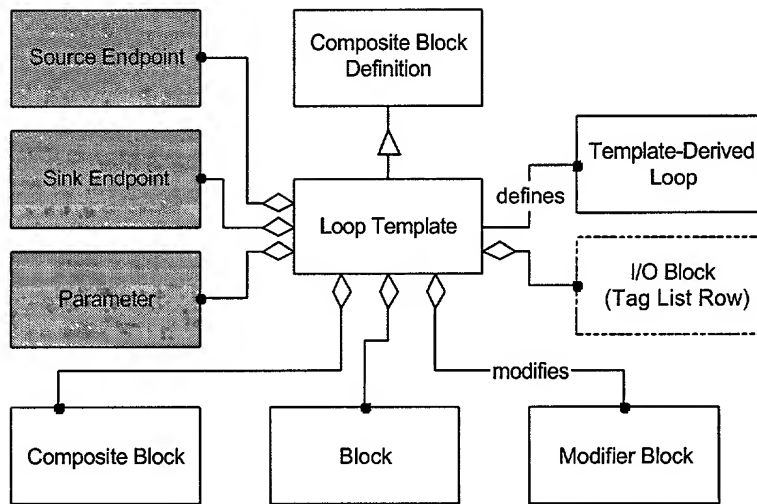 Source Endpoint
Composite Block
Definition
Sink Endpoint
Template-Derived
Loop
defines
Loop Template
Parameter
I/O Block
(Tag List Row)
modifies
Composite Block
Block
Modifier Block